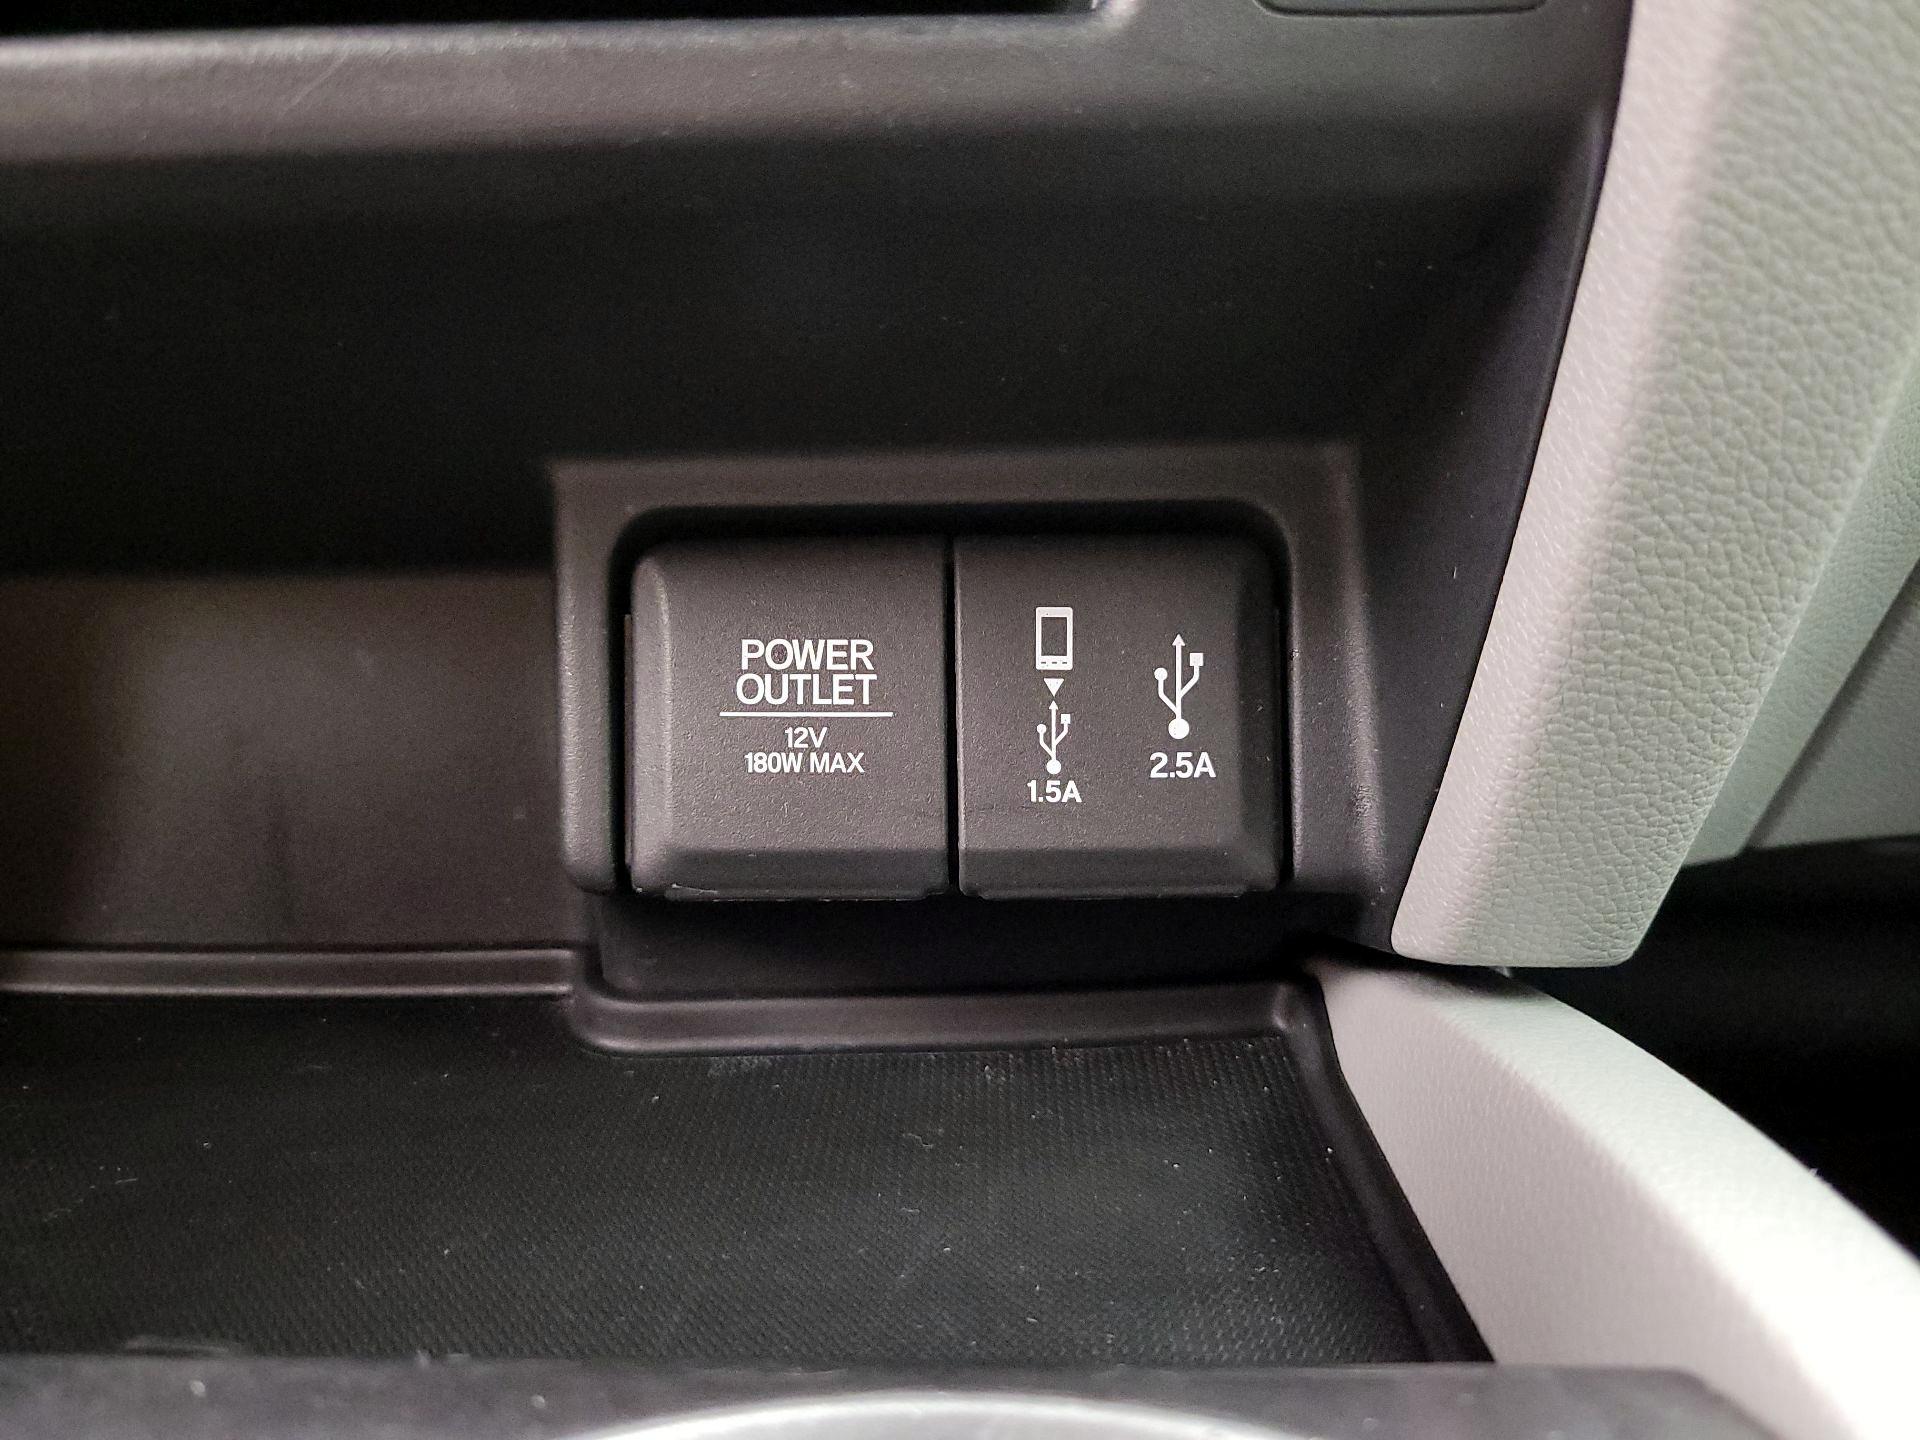 POWER
OUTLET
12V
180W MAX
1.5A
2.5A